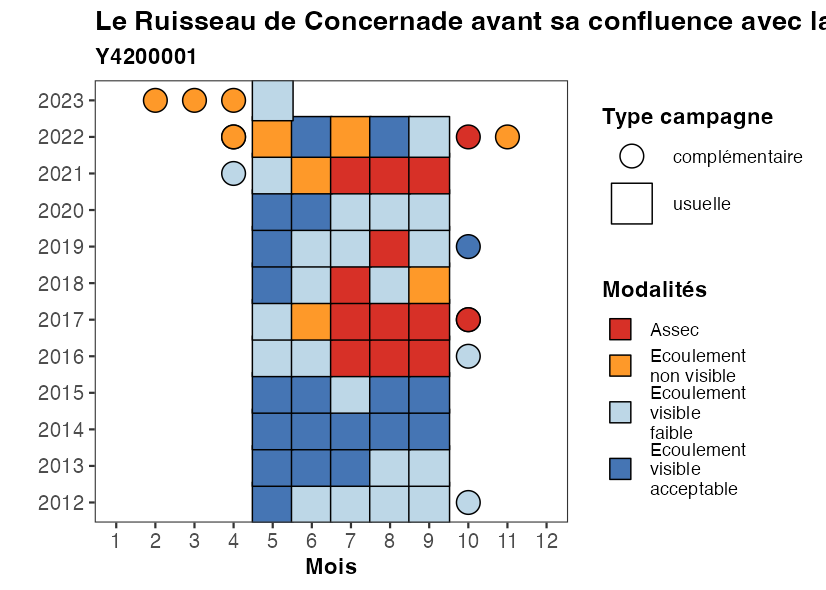 Le Ruisseau de Concernade avant sa confluence avec
Y4200001
2023
2022
2021
2020
2019
2018
2017
2016
2015
2014
2013
2012
1 2 3 4 5 6 7 8 9 10 11 12
Mois
Type campagne
complémentaire
usuelle
Modalités
Assec
Ecoulement
non visible
Ecoulement
visible
faible
Ecoulement
visible
acceptable